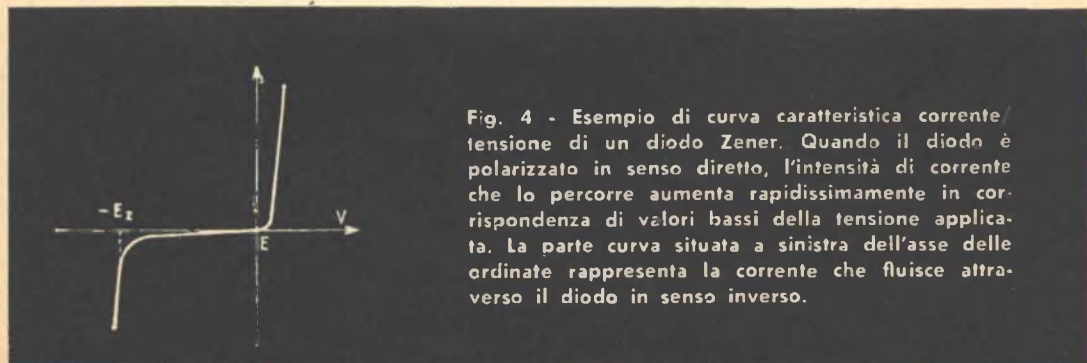 -Ez
V
E
Fig. 4 - Esempio di curva caratteristica corrente/
tensione di un diodo Zener. Quando il diodo è
polarizzato in senso diretto, l'intensità di corrente
che lo percorre aumenta rapidissimamente in cor-
rispondenza di valori bassi della tensione applica-
ta. La parte curva situata a sinistra dell'asse delle
ordinate rappresenta la corrente che fluisce attra-
verso il diodo in senso inverso.